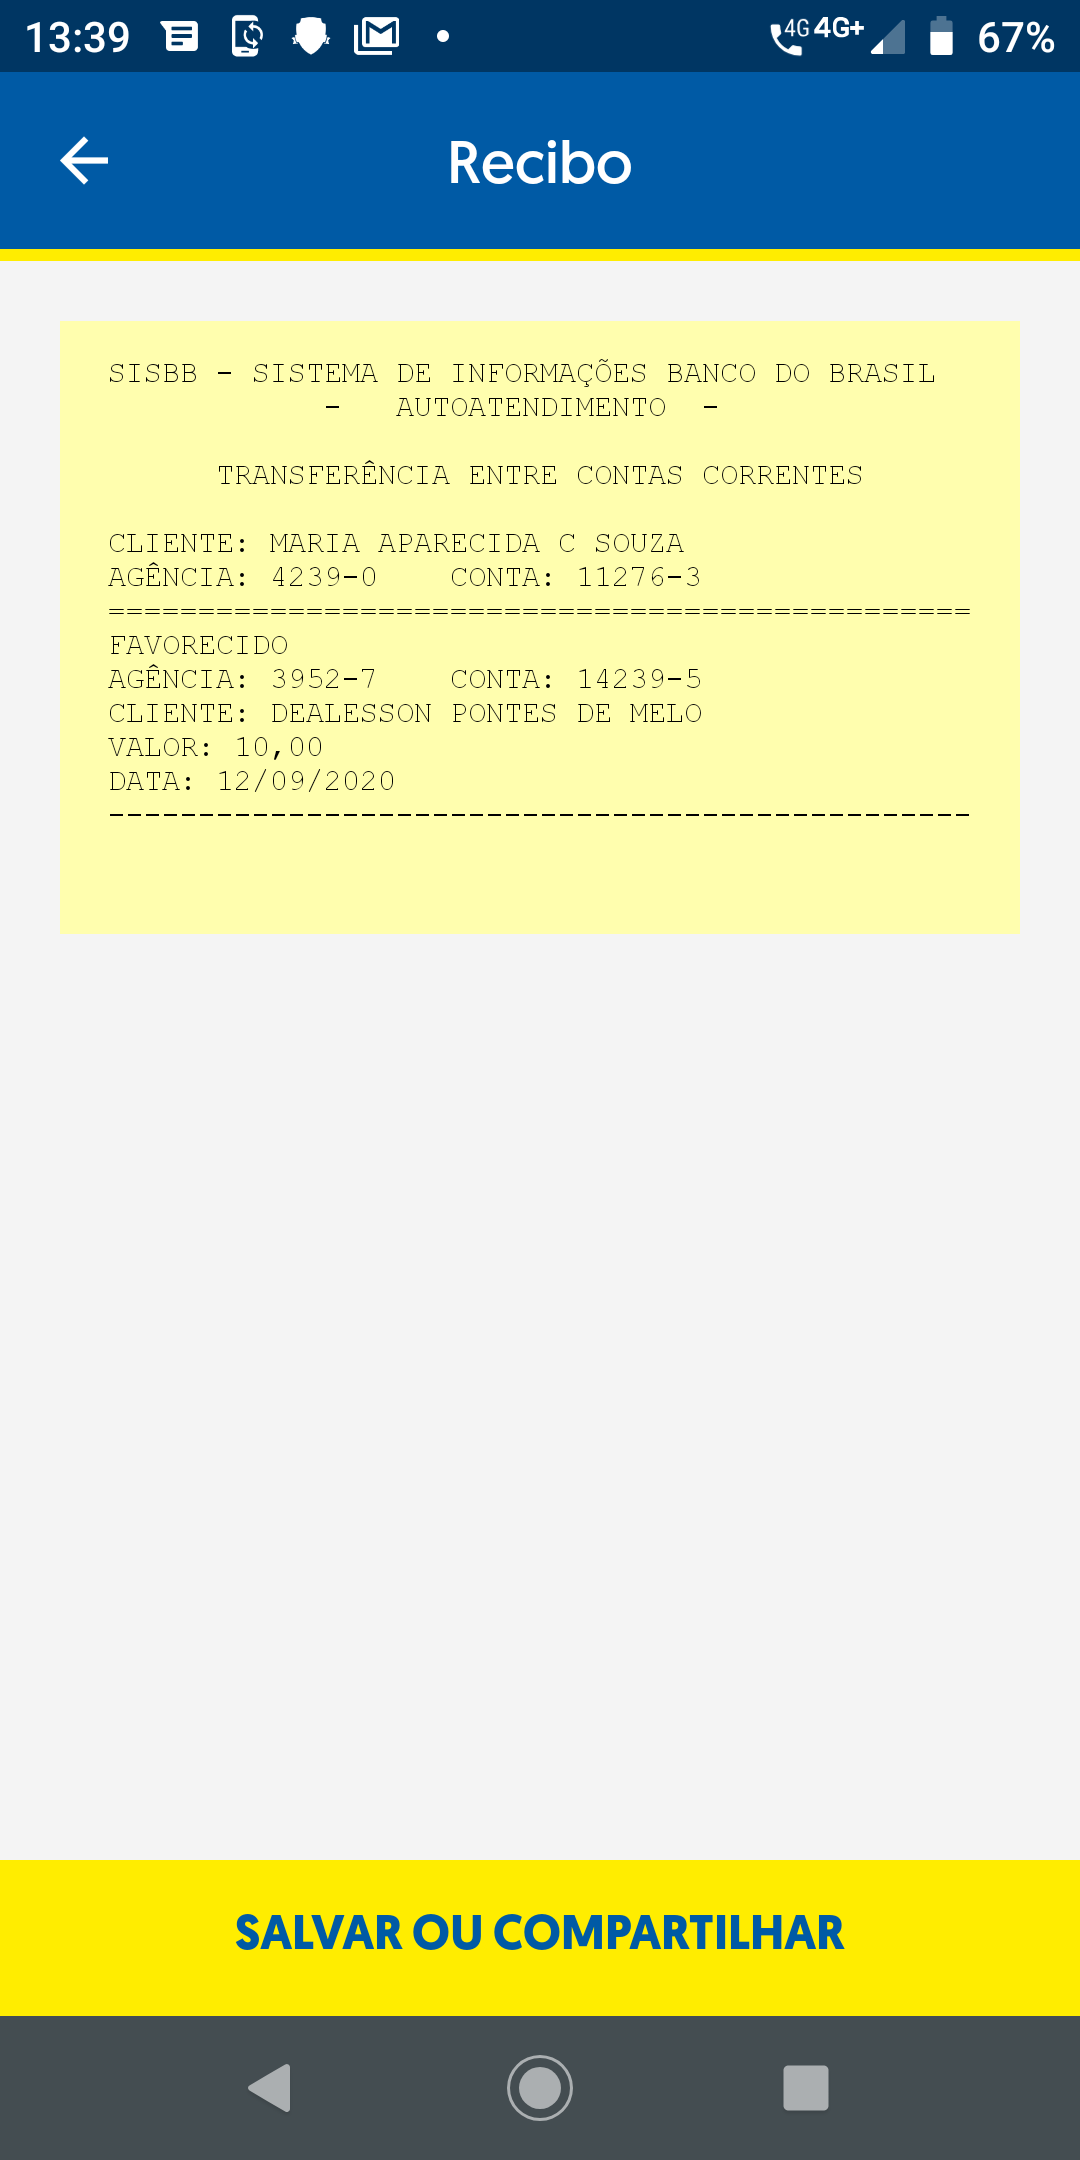 13:39 4G 4G+ 67%
Recibo
SISBB - SISTEMA DE INFORMAÇÕES BANCO DO BRASIL
- AUTOATENDIMENTO -
TRANSFERÊNCIA ENTRE CONTAS CORRENTES
CLIENTE: MARIA APARECIDA C SOUZA
AGÊNCIA: 4239-0 CONTA: 11276-3
================================================
FAVORECIDO
AGÊNCIA: 3952-7 CONTA: 14239-5
CLIENTE: DEALESSON PONTES DE MELO
VALOR: 10,00
DATA: 12/09/2020
------------------------------------------------
SALVAR OU COMPARTILHAR